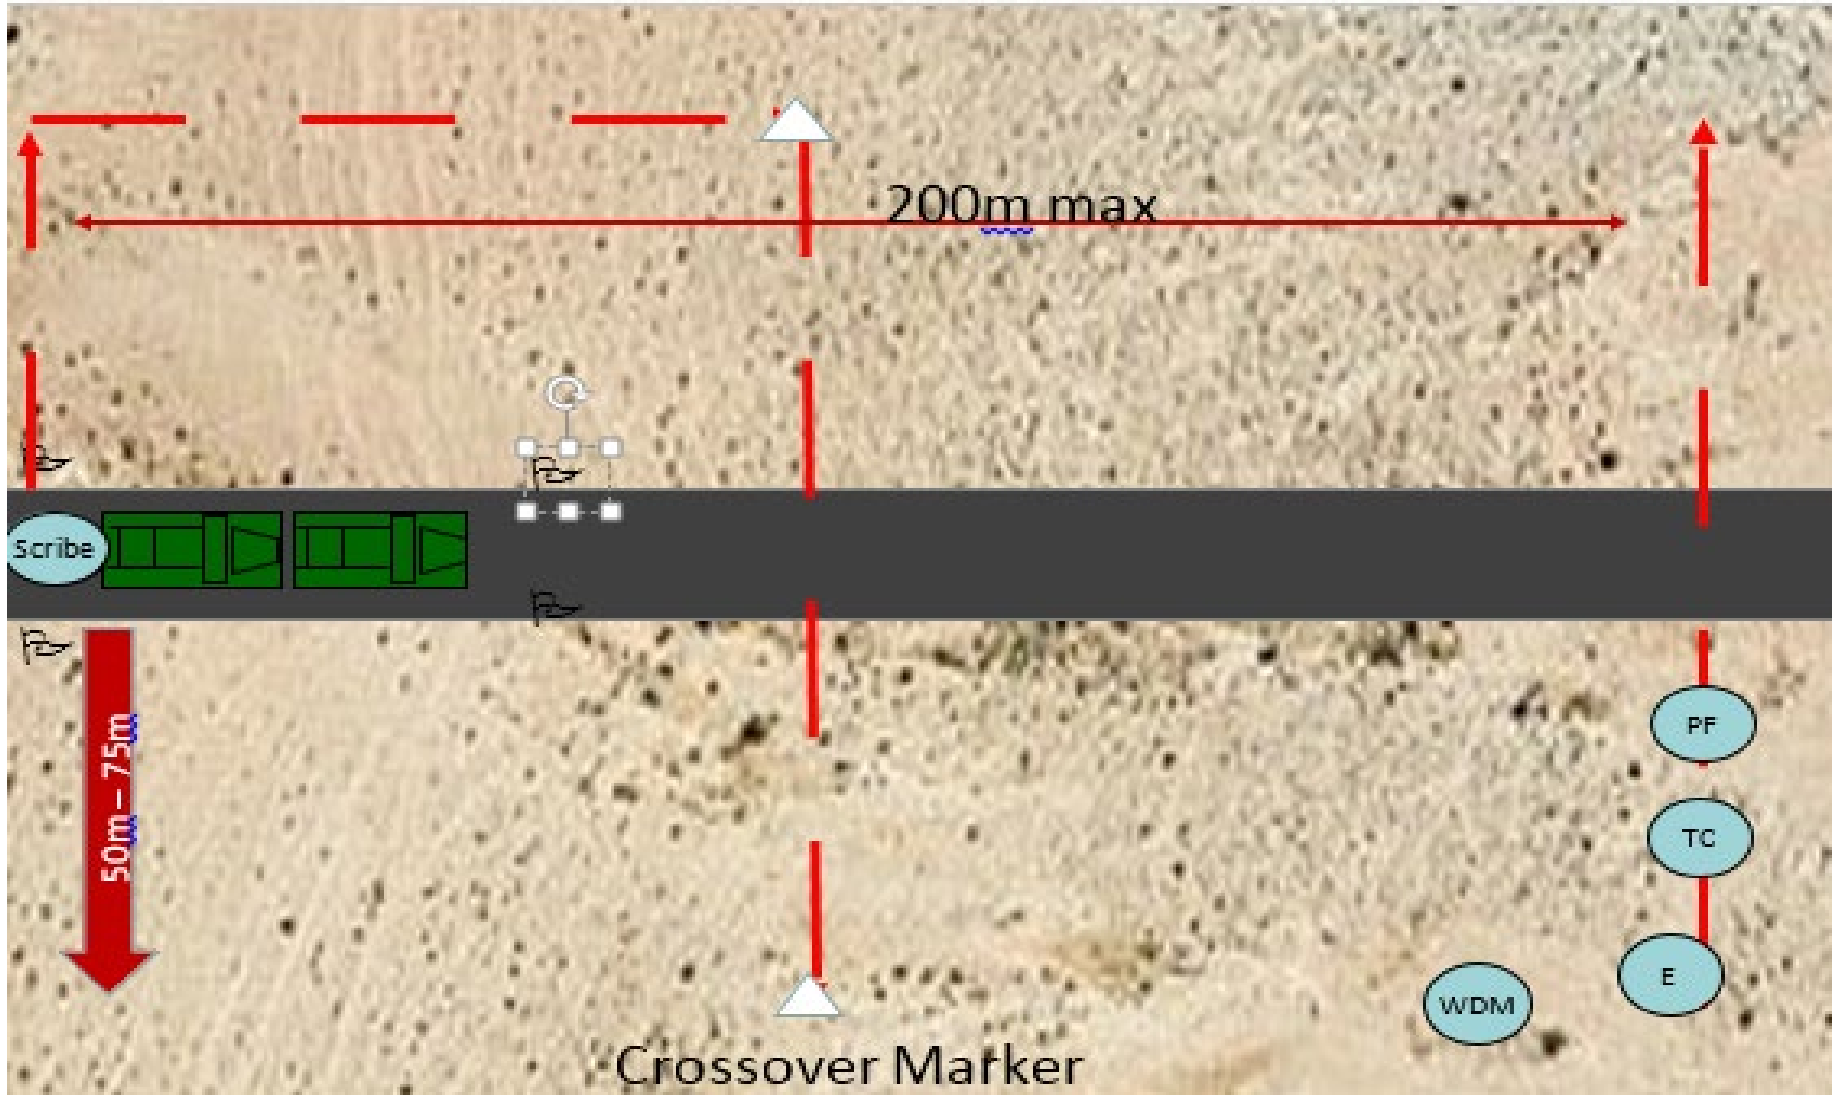 200m max
Scribe
50m – 75m
PF
TC
E
WDM
Crossover Marker